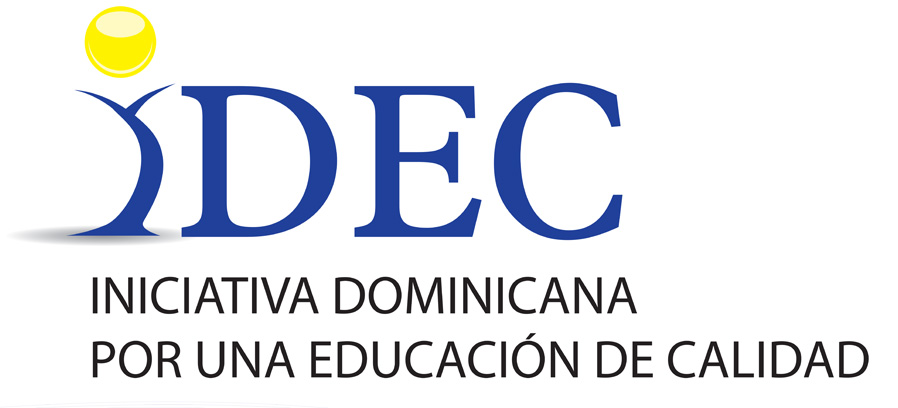 iDEC
INICIATIVA DOMINICANA
POR UNA EDUCACIÓN DE CALIDAD